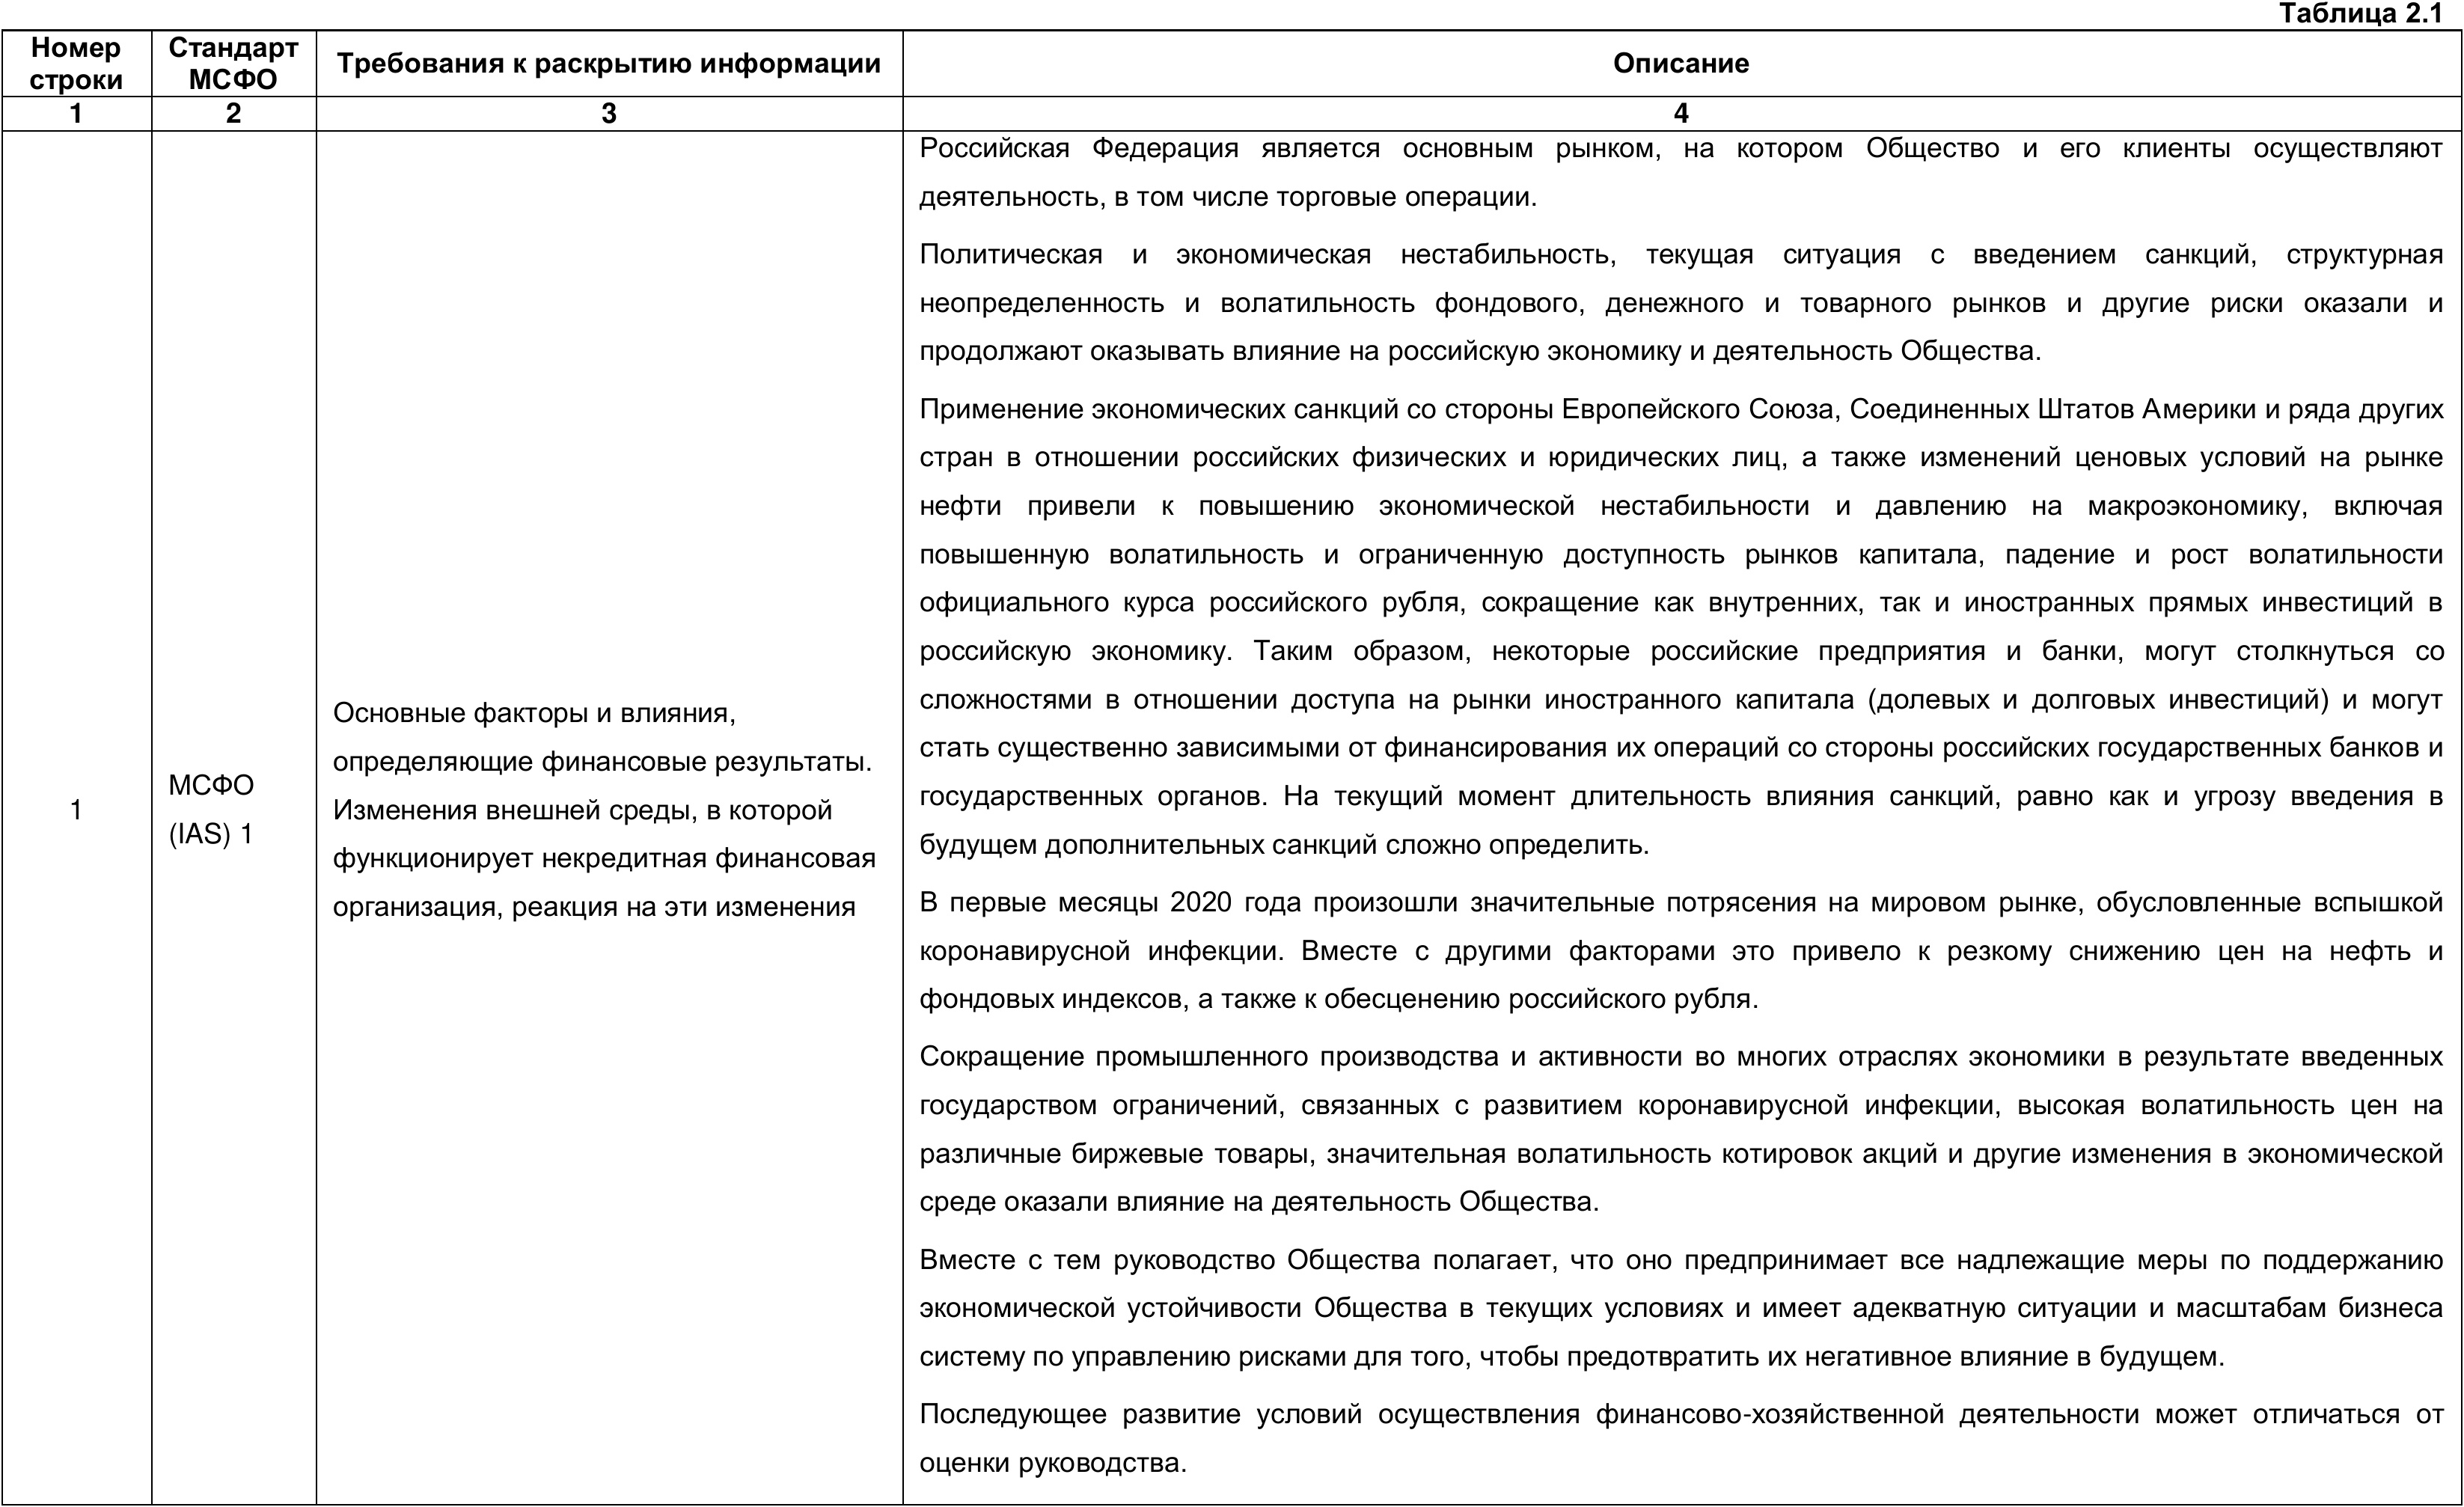 Таблица 2.1
Номер строки
Стандарт МСФО
Требования к раскрытию информации
Описание
1
2
3
4
1
МСФО
(IAS) 1
Основные факторы и влияния,
определяющие финансовые результаты.
Изменения внешней среды, в которой
функционирует некредитная финансовая
организация, реакция на эти изменения
Российская Федерация является основным рынком, на котором Общество и его клиенты осуществляют
деятельность, в том числе торговые операции.
Политическая и экономическая нестабильность, текущая ситуация с введением санкций, структурная
неопределенность и волатильность фондового, денежного и товарного рынков и другие риски оказали и
продолжают оказывать влияние на российскую экономику и деятельность Общества.
Применение экономических санкций со стороны Европейского Союза, Соединенных Штатов Америки и ряда других
стран в отношении российских физических и юридических лиц, а также изменений ценовых условий на рынке
нефти привели к повышению экономической нестабильности и давлению на макроэкономику, включая
повышенную волатильность и ограниченную доступность рынков капитала, падение и рост волатильности
официального курса российского рубля, сокращение как внутренних, так и иностранных прямых инвестиций в
российскую экономику. Таким образом, некоторые российские предприятия и банки, могут столкнуться со
сложностями в отношении доступа на рынки иностранного капитала (долевых и долговых инвестиций) и могут
стать существенно зависимыми от финансирования их операций со стороны российских государственных банков и
государственных органов. На текущий момент длительность влияния санкций, равно как и угрозу введения в
будущем дополнительных санкций сложно определить.
В первые месяцы 2020 года произошли значительные потрясения на мировом рынке, обусловленные вспышкой
коронавирусной инфекции. Вместе с другими факторами это привело к резкому снижению цен на нефть и
фондовых индексов, а также к обесценению российского рубля.
Сокращение промышленного производства и активности во многих отраслях экономики в результате введенных
государством ограничений, связанных с развитием коронавирусной инфекции, высокая волатильность цен на
различные биржевые товары, значительная волатильность котировок акций и другие изменения в экономической
среде оказали влияние на деятельность Общества.
Вместе с тем руководство Общества полагает, что оно предпринимает все надлежащие меры по поддержанию
экономической устойчивости Общества в текущих условиях и имеет адекватную ситуации и масштабам бизнеса
систему по управлению рисками для того, чтобы предотвратить их негативное влияние в будущем.
Последующее развитие условий осуществления финансово-хозяйственной деятельности может отличаться от
оценки руководства.